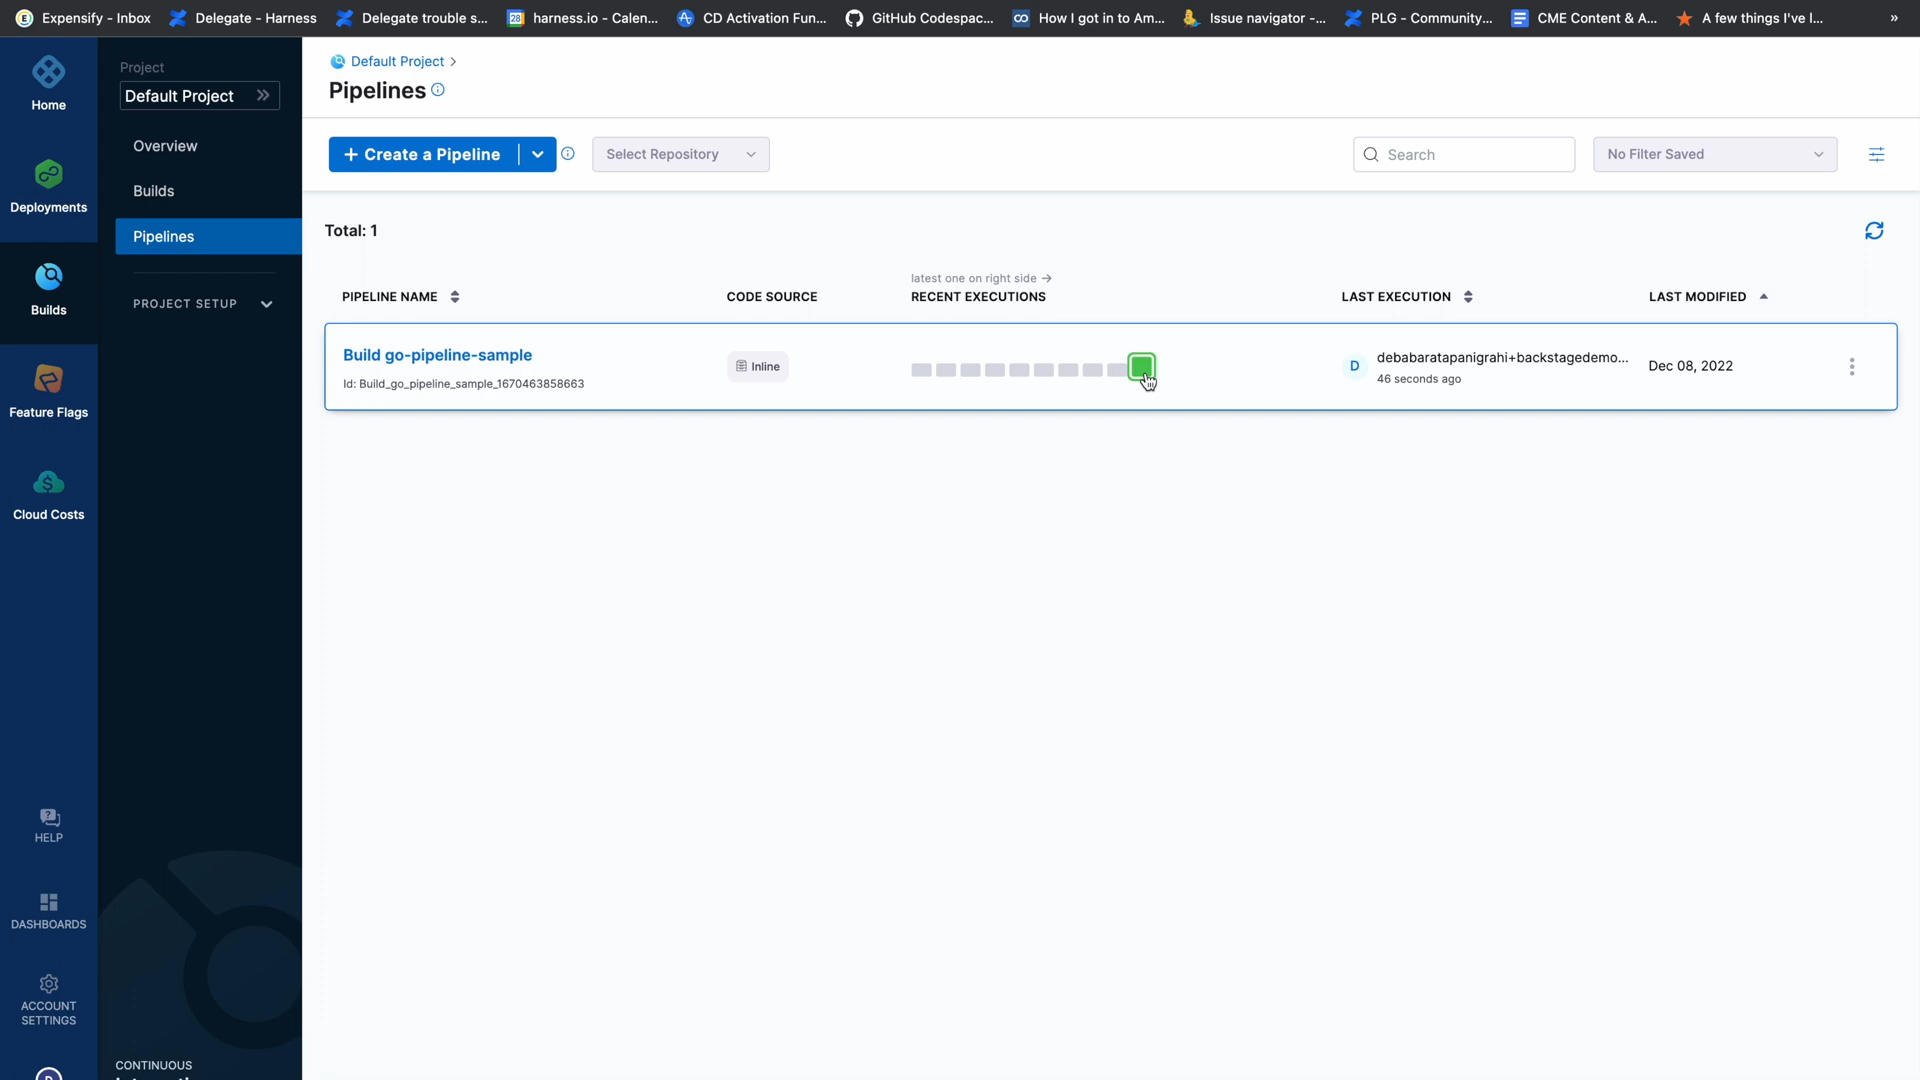 Expensify - Inbox
Delegate - Harness
Delegate trouble s...
28
harness.io - Calen...
CD Activation Fun...
GitHub Codespac...
How I got in to Am...
Issue navigator -...
PLG - Community...
CME Content & A...
A few things I've l...
»
Home
Deployments
Builds
Feature Flags
Cloud Costs
HELP
DASHBOARDS
ACCOUNT
SETTINGS
Project
Default Project
Overview
Builds
Pipelines
PROJECT SETUP
CONTINUOUS
Default Project >
Pipelines
+ Create a Pipeline
Select Repository
Search
No Filter Saved
Total: 1
PIPELINE NAME
CODE SOURCE
latest one on right side →
RECENT EXECUTIONS
LAST EXECUTION
LAST MODIFIED
Build go-pipeline-sample
Id: Build_go_pipeline_sample_1670463858663
Inline
D
debabaratapanigrahi+backstagedemo...
46 seconds ago
Dec 08, 2022